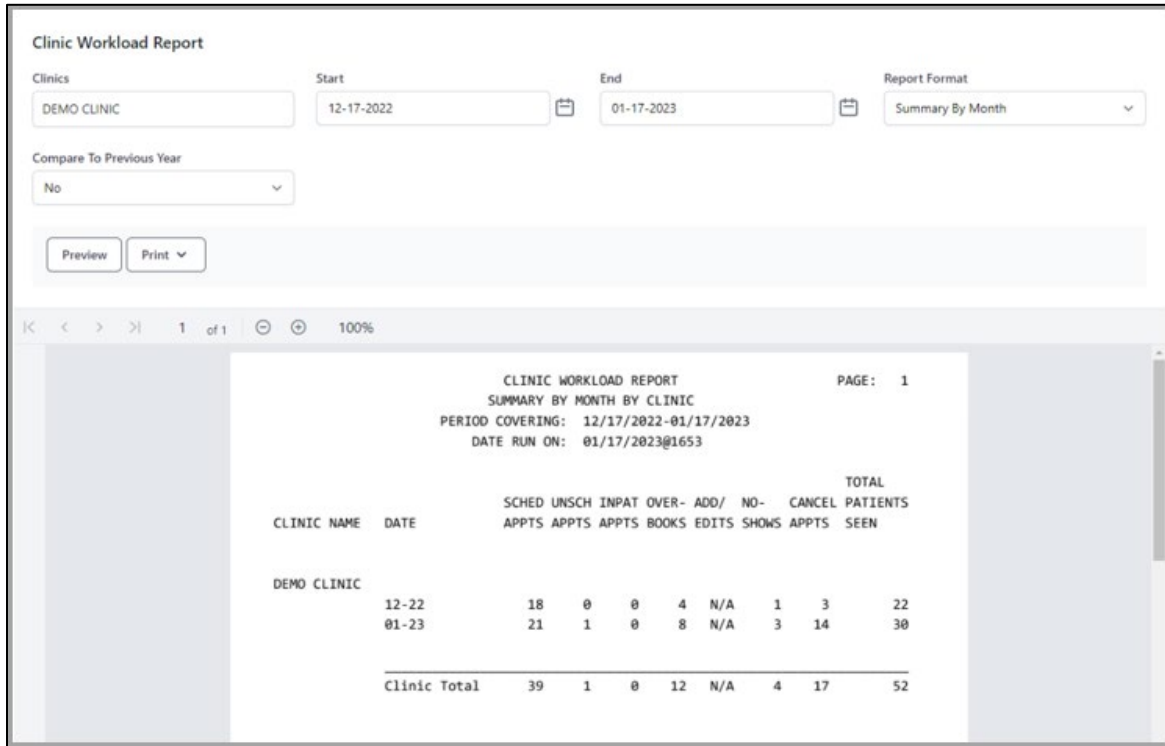 Clinic Workload Report
Clinics Start End Report Format
DEMO CLINIC 12-17-2022 01-17-2023 Summary By Month
Compare To Previous Year
No
Preview Print
1 of 1 100%
CLINIC WORKLOAD REPORT PAGE: 1
SUMMARY BY MONTH BY CLINIC
PERIOD COVERING: 12/17/2022-01/17/2023
DATE RUN ON: 01/17/2023@1653
TOTAL
SCHED UNSCH INPAT OVER- ADD/ NO- CANCEL PATIENTS
CLINIC NAME DATE APPTS APPTS APPTS BOOKS EDITS SHOWS APPTS SEEN
DEMO CLINIC
12-22 18 0 0 4 N/A 1 3 22
01-23 21 1 0 8 N/A 3 14 30
Clinic Total 39 1 0 12 N/A 4 17 52